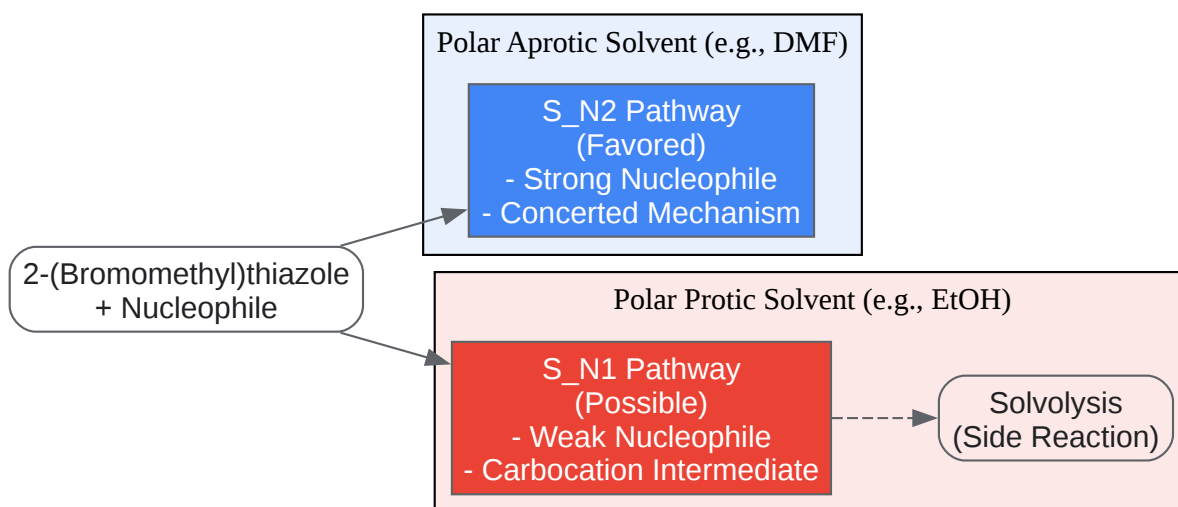 Polar Aprotic Solvent (e.g., DMF)
S_N2 Pathway
(Favored)
- Strong Nucleophile
- Concerted Mechanism
2-(Bromomethyl)thiazole
+ Nucleophile
Polar Protic Solvent (e.g., EtOH)
S_N1 Pathway
(Possible)
- Weak Nucleophile
- Carbocation Intermediate
Solvolysis
(Side Reaction)